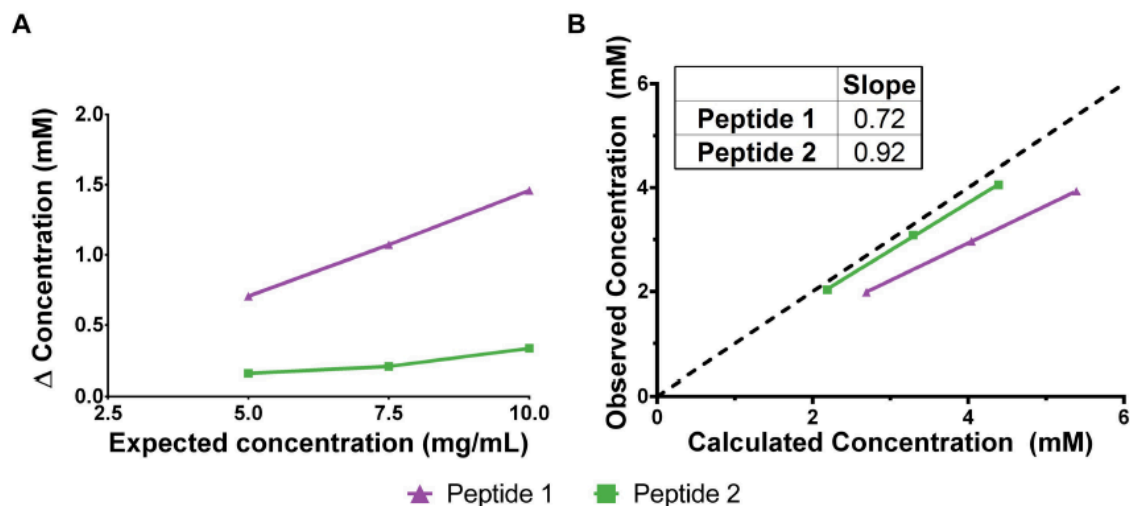 A
B
Δ Concentration (mM)
2.0
1.5
1.0
0.5
0.0
2.5 5.0 7.5 10.0
Expected concentration (mg/mL)
Observed Concentration (mM)
6
4
2
0
Slope
Peptide 1 0.72
Peptide 2 0.92
0 2 4 6
Calculated Concentration (mM)
Peptide 1 Peptide 2